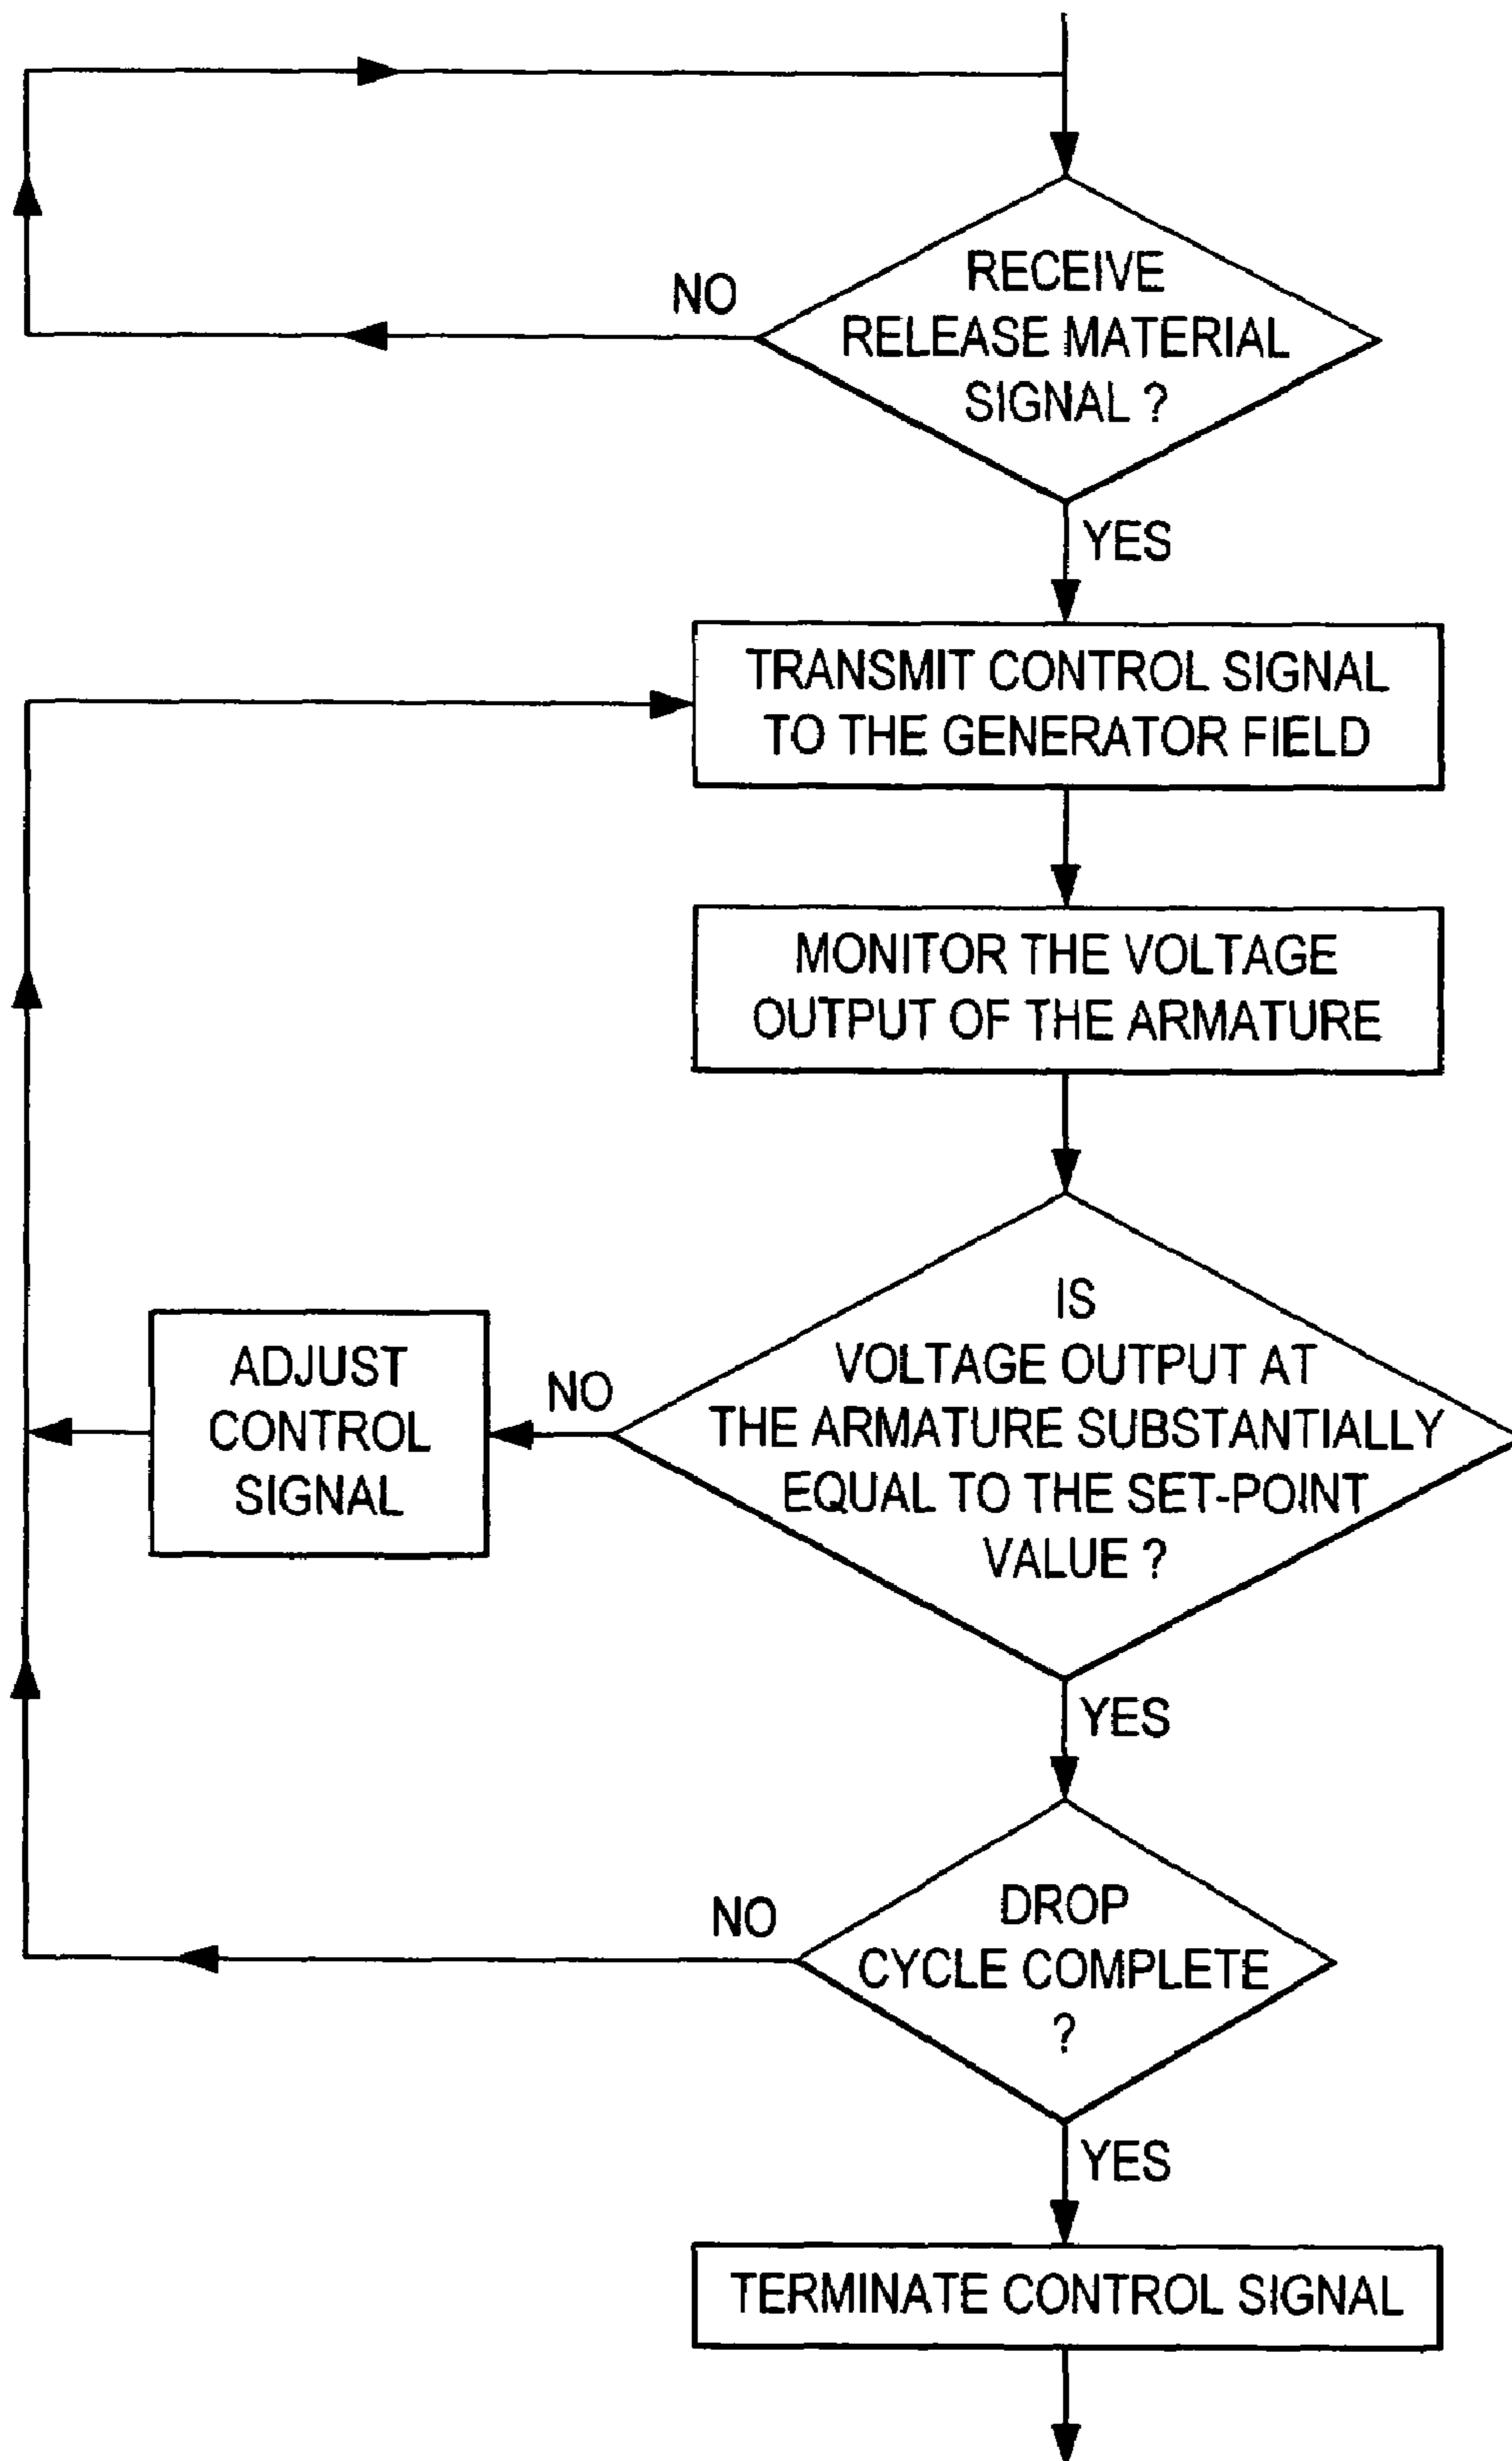 RECEIVE
RELEASE MATERIAL
SIGNAL ?
NO
YES
TRANSMIT CONTROL SIGNAL
TO THE GENERATOR FIELD
MONITOR THE VOLTAGE
OUTPUT OF THE ARMATURE
IS
VOLTAGE OUTPUT AT
THE ARMATURE SUBSTANTIALLY
EQUAL TO THE SET-POINT
VALUE ?
NO
ADJUST
CONTROL
SIGNAL
YES
DROP
CYCLE COMPLETE
?
NO
YES
TERMINATE CONTROL SIGNAL